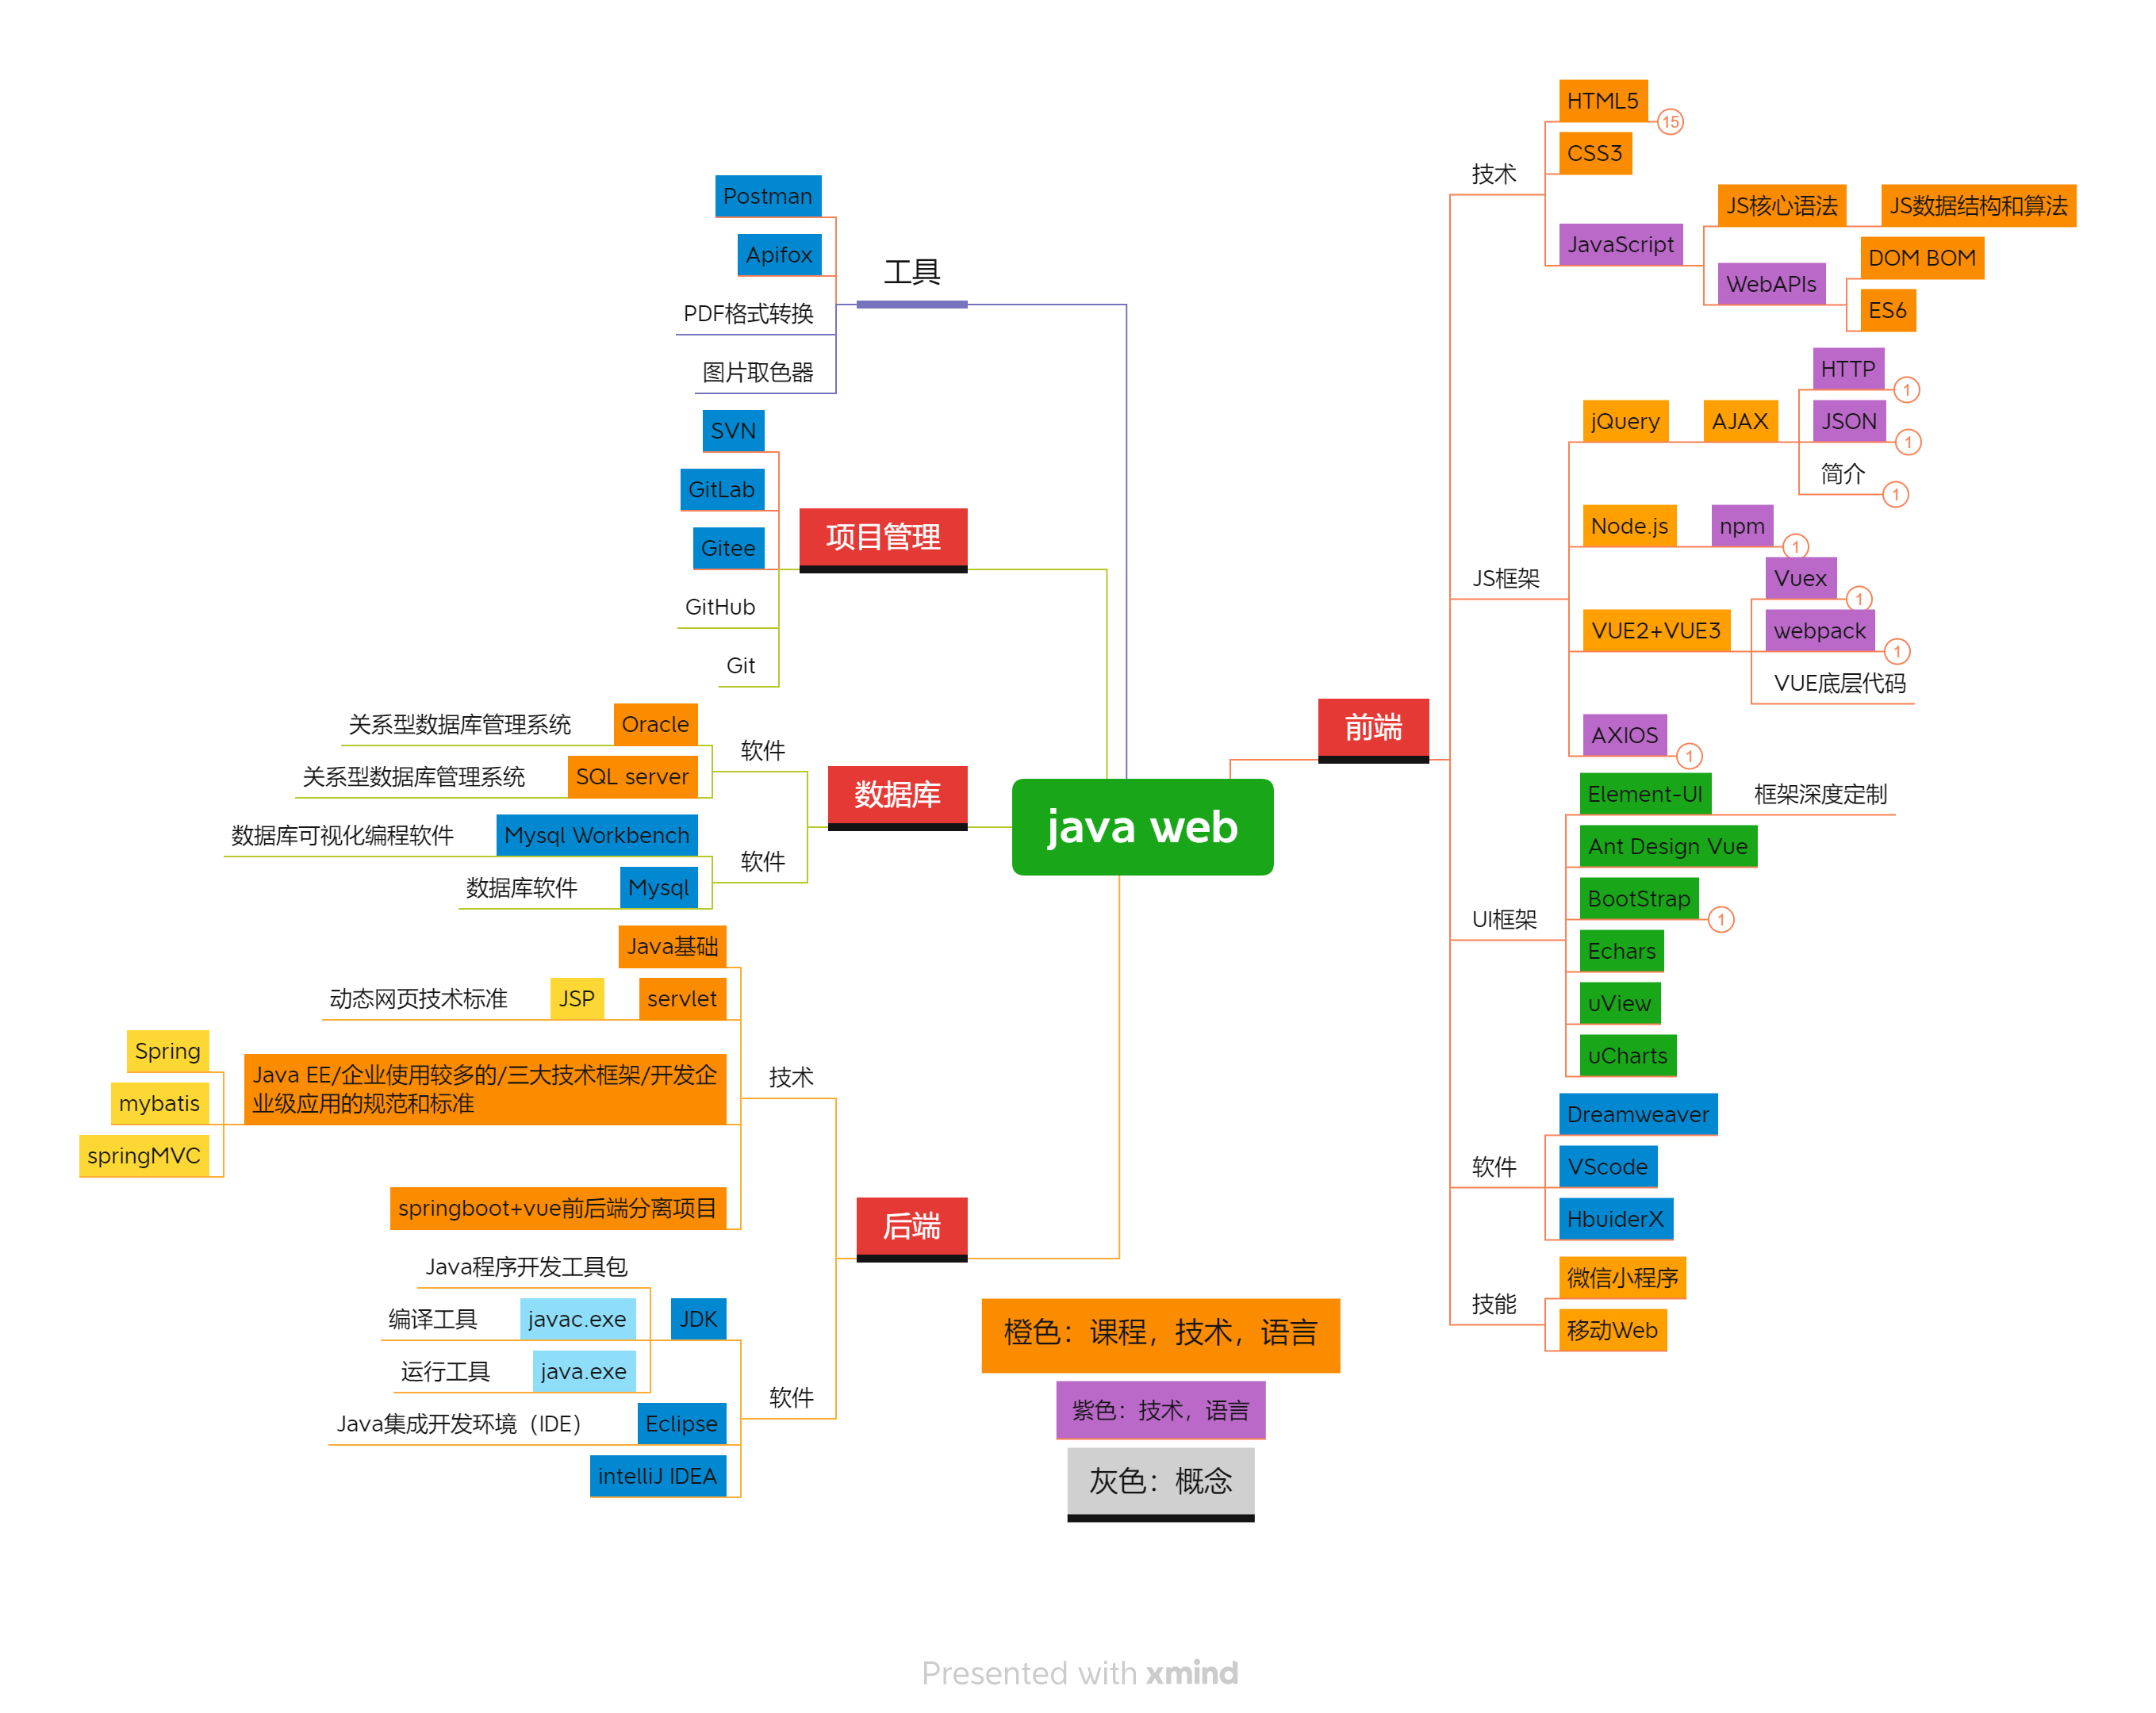 java web
前端
技术
HTML5
15
CSS3
JavaScript
JS核心语法
JS数据结构和算法
WebAPIs
DOM BOM
ES6
JS框架
jQuery
AJAX
HTTP
1
JSON
1
简介
1
Node.js
npm
1
VUE2+VUE3
Vuex
1
webpack
1
VUE底层代码
AXIOS
1
UI框架
Element-UI
框架深度定制
Ant Design Vue
BootStrap
1
Echars
uView
uCharts
软件
Dreamweaver
VScode
HbuiderX
技能
微信小程序
移动Web
工具
Postman
Apifox
PDF格式转换
图片取色器
项目管理
SVN
GitLab
Gitee
GitHub
Git
数据库
软件
Oracle
关系型数据库管理系统
SQL server
关系型数据库管理系统
软件
Mysql Workbench
数据库可视化编程软件
Mysql
数据库软件
后端
技术
Java基础
servlet
JSP
动态网页技术标准
Java EE/企业使用较多的/三大技术框架/开发企
业级应用的规范和标准
Spring
mybatis
springMVC
springboot+vue前后端分离项目
软件
JDK
Java程序开发工具包
javac.exe
编译工具
java.exe
运行工具
Eclipse
Java集成开发环境（IDE）
intelliJ IDEA
橙色：课程，技术，语言
紫色：技术，语言
灰色：概念
Presented with xmind